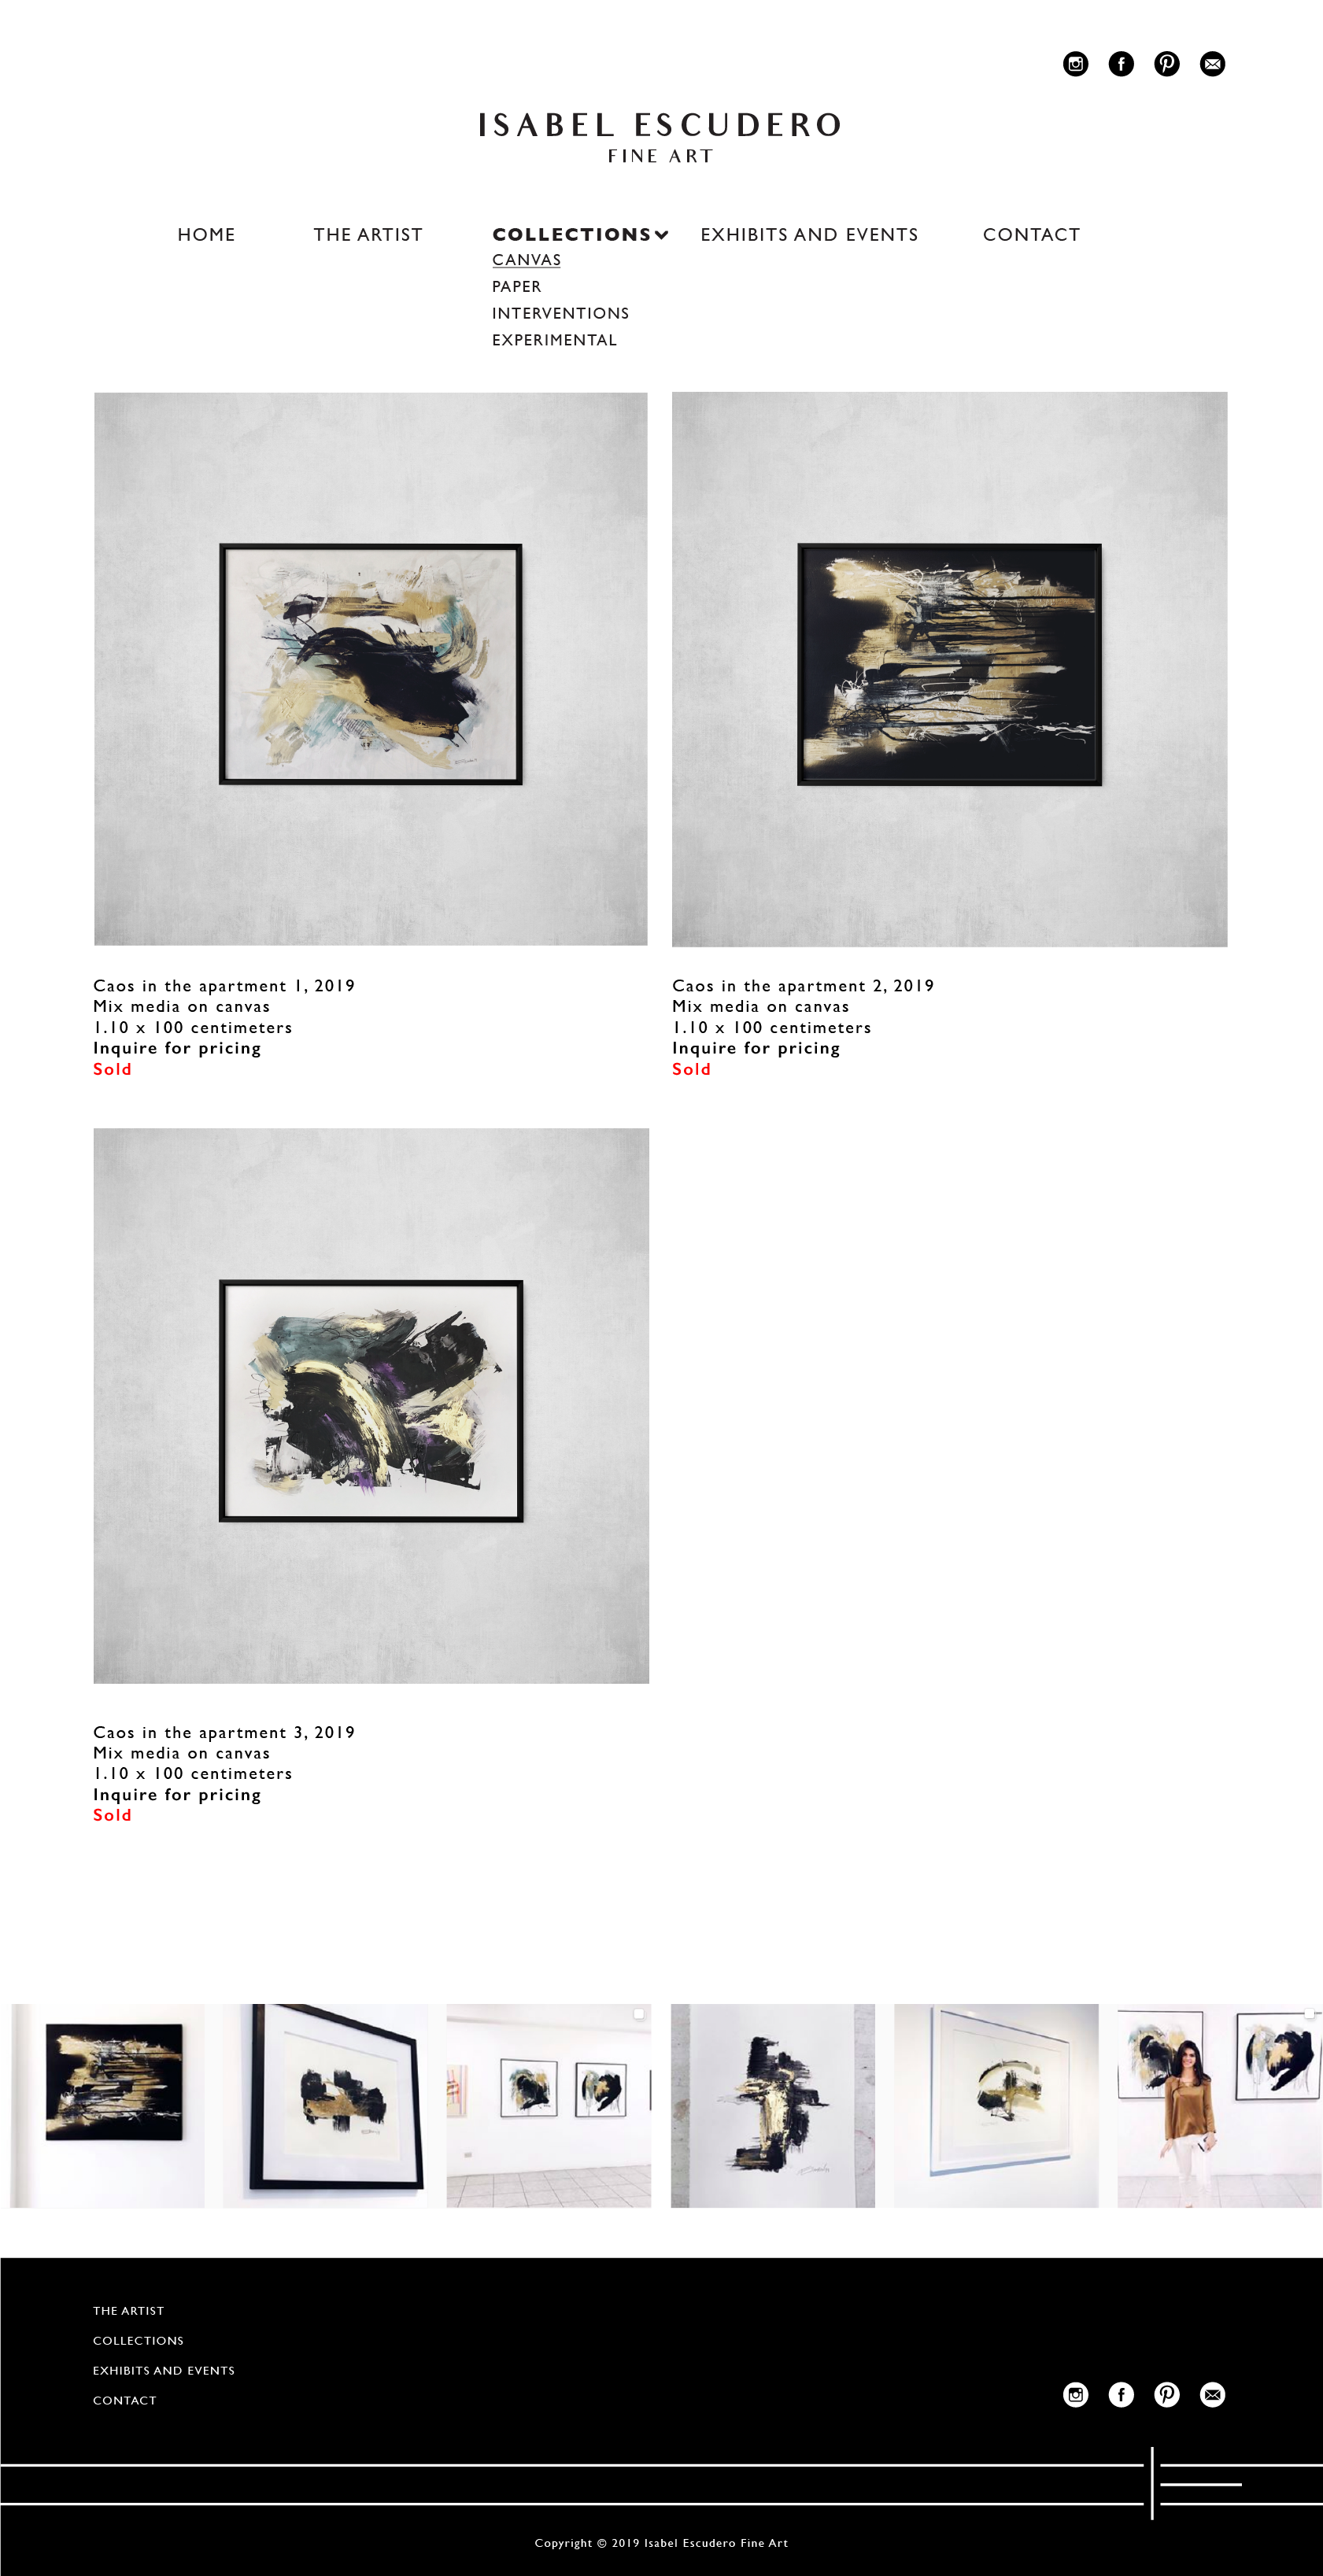 ISABEL ESCUDERO
FINE ART
HOME
THE ARTIST
COLLECTIONS
EXHIBITS AND EVENTS
CONTACT
CANVAS
PAPER
INTERVENTIONS
EXPERIMENTAL
Caos in the apartment 1, 2019
Mix media on canvas
1.10 x 100 centimeters
Inquire for pricing
Sold
Caos in the apartment 2, 2019
Mix media on canvas
1.10 x 100 centimeters
Inquire for pricing
Sold
Caos in the apartment 3, 2019
Mix media on canvas
1.10 x 100 centimeters
Inquire for pricing
Sold
THE ARTIST
COLLECTIONS
EXHIBITS AND EVENTS
CONTACT
Copyright © 2019 Isabel Escudero Fine Art